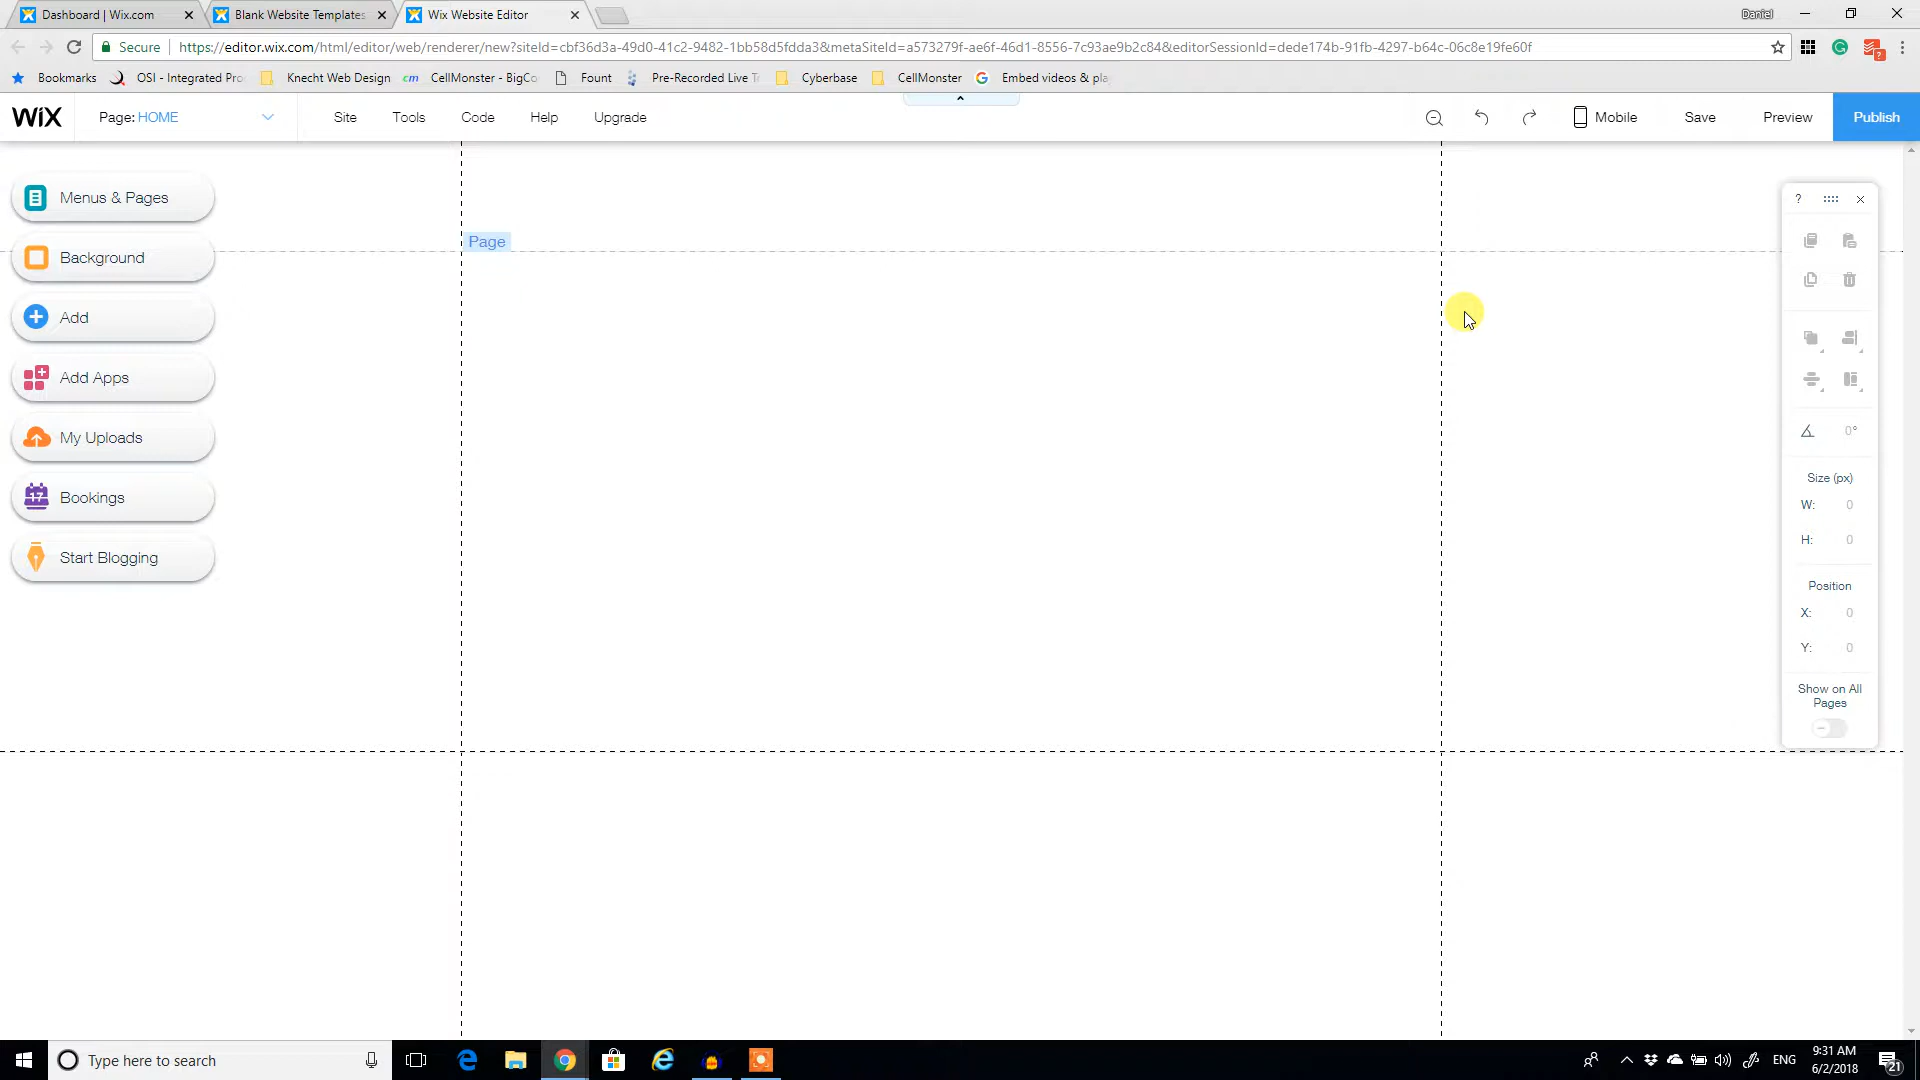 Dashboard | Wix.com
Blank Website Templates
Wix Website Editor
Daniel
Secure
https://editor.wix.com/html/editor/web/renderer/new?siteId=cbf36d3a-49d0-41c2-9482-1bb58d5fdda3&metaSiteId=a573279f-ae6f-46d1-8556-7c93ae9b2c84&editorSessionId=dede174b-91fb-4297-b64c-06c8e19fe60f
Bookmarks
OSI - Integrated Pro
Knecht Web Design
cm
CellMonster - BigCo
Fount
Pre-Recorded Live T
Cyberbase
CellMonster
Embed videos & pla
WiX
Page: HOME
Site
Tools
Code
Help
Upgrade
Mobile
Save
Preview
Publish
Menus & Pages
Background
Add
Add Apps
My Uploads
17
Bookings
Start Blogging
Page
?
0°
Size (px)
W: 0
H: 0
Position
X: 0
Y: 0
Show on All
Pages
Type here to search
ENG
9:31 AM
6/2/2018
21